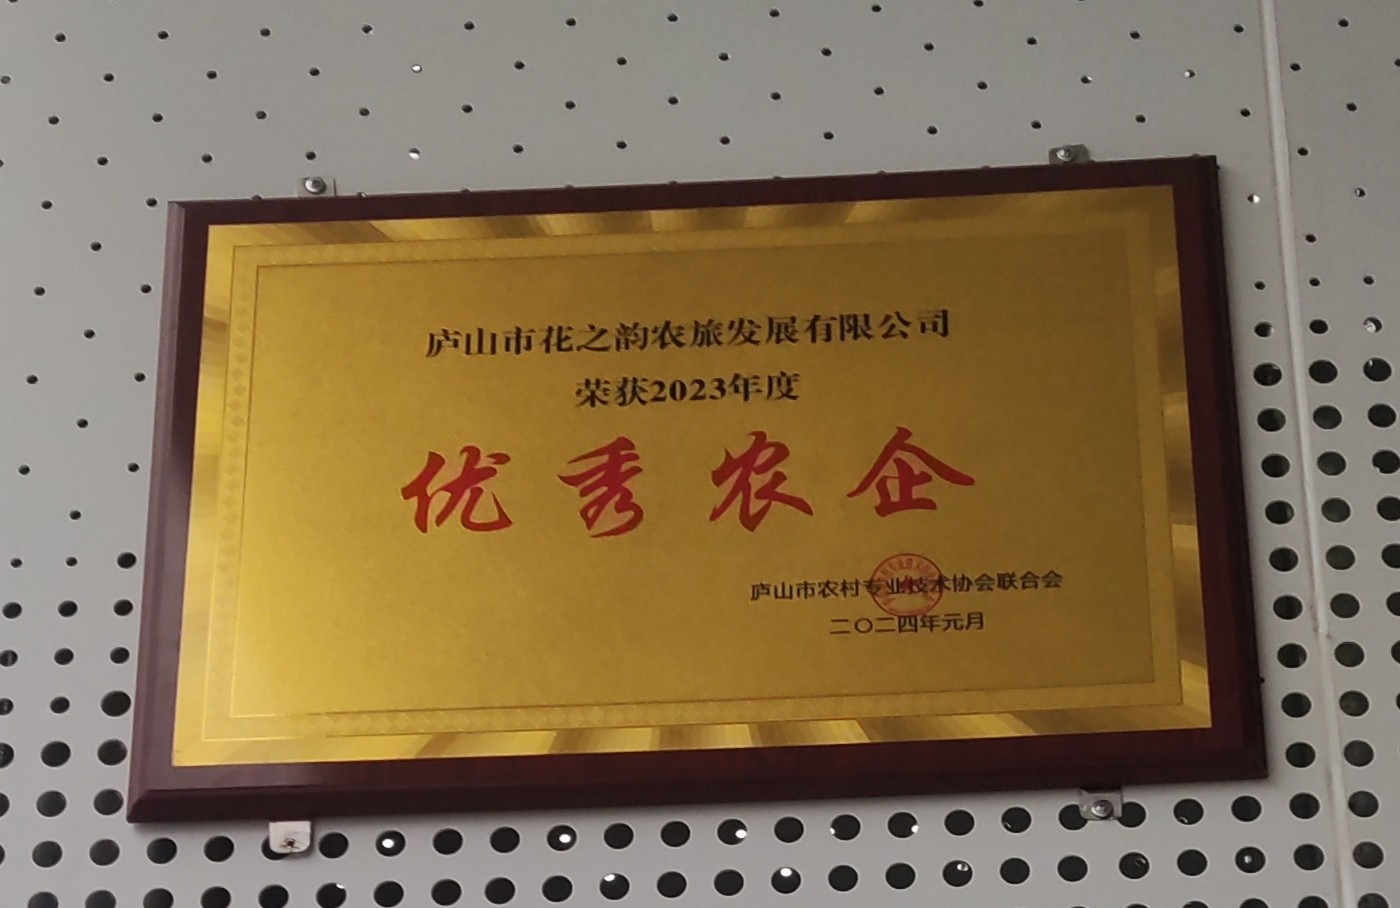 庐山市花之韵农旅发展有限公司
荣获2023年度
优秀农企
庐山市农村专业技术协会联合会
二〇二四年元月